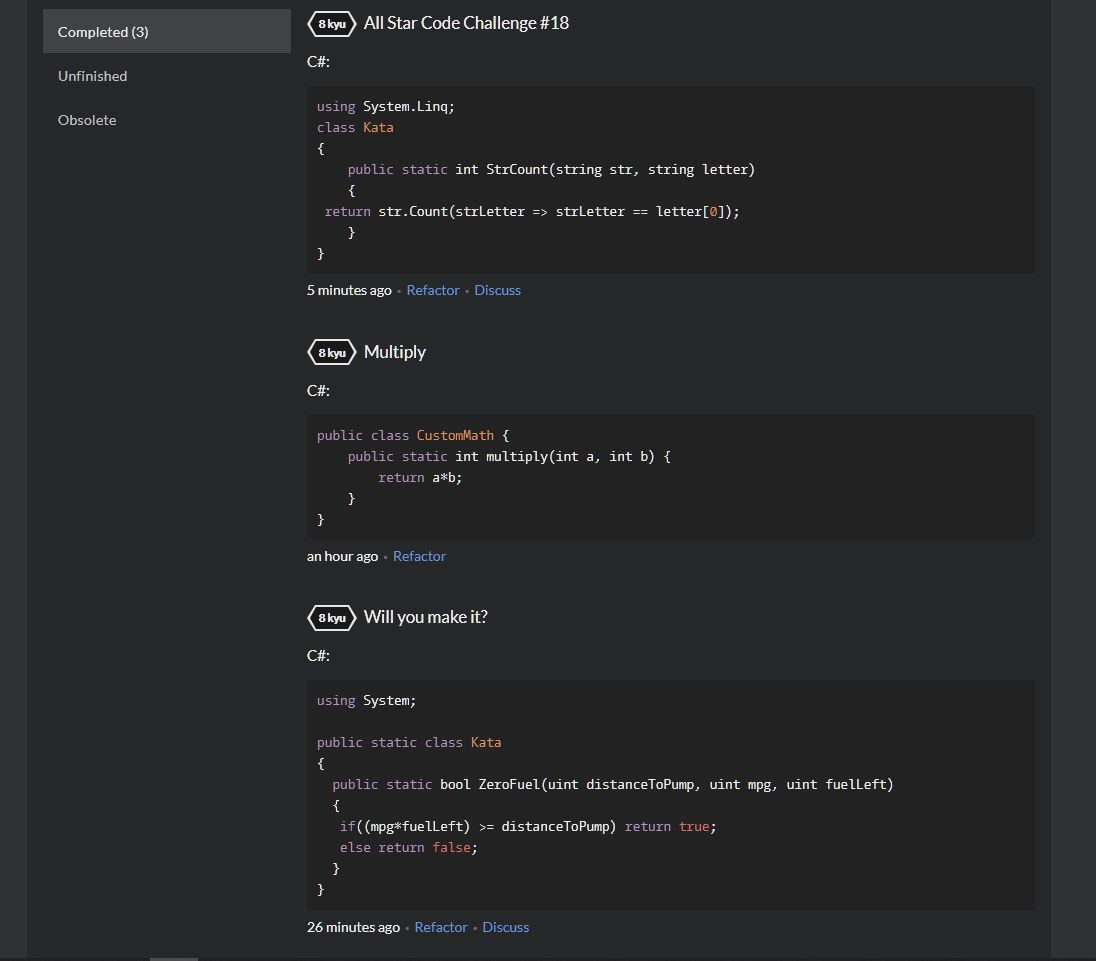 Completed (3)
Unfinished
Obsolete
8 kyu All Star Code Challenge #18
C#:
using System.Linq;
class Kata
{
    public static int StrCount(string str, string letter)
    {
 return str.Count(strLetter => strLetter == letter[0]);
    }
}
5 minutes ago • Refactor • Discuss
8 kyu Multiply
C#:
public class CustomMath {
    public static int multiply(int a, int b) {
        return a*b;
    }
}
an hour ago • Refactor
8 kyu Will you make it?
C#:
using System;

public static class Kata
{
  public static bool ZeroFuel(uint distanceToPump, uint mpg, uint fuelLeft)
  {
   if((mpg*fuelLeft) >= distanceToPump) return true;
   else return false;
  }
}
26 minutes ago • Refactor • Discuss